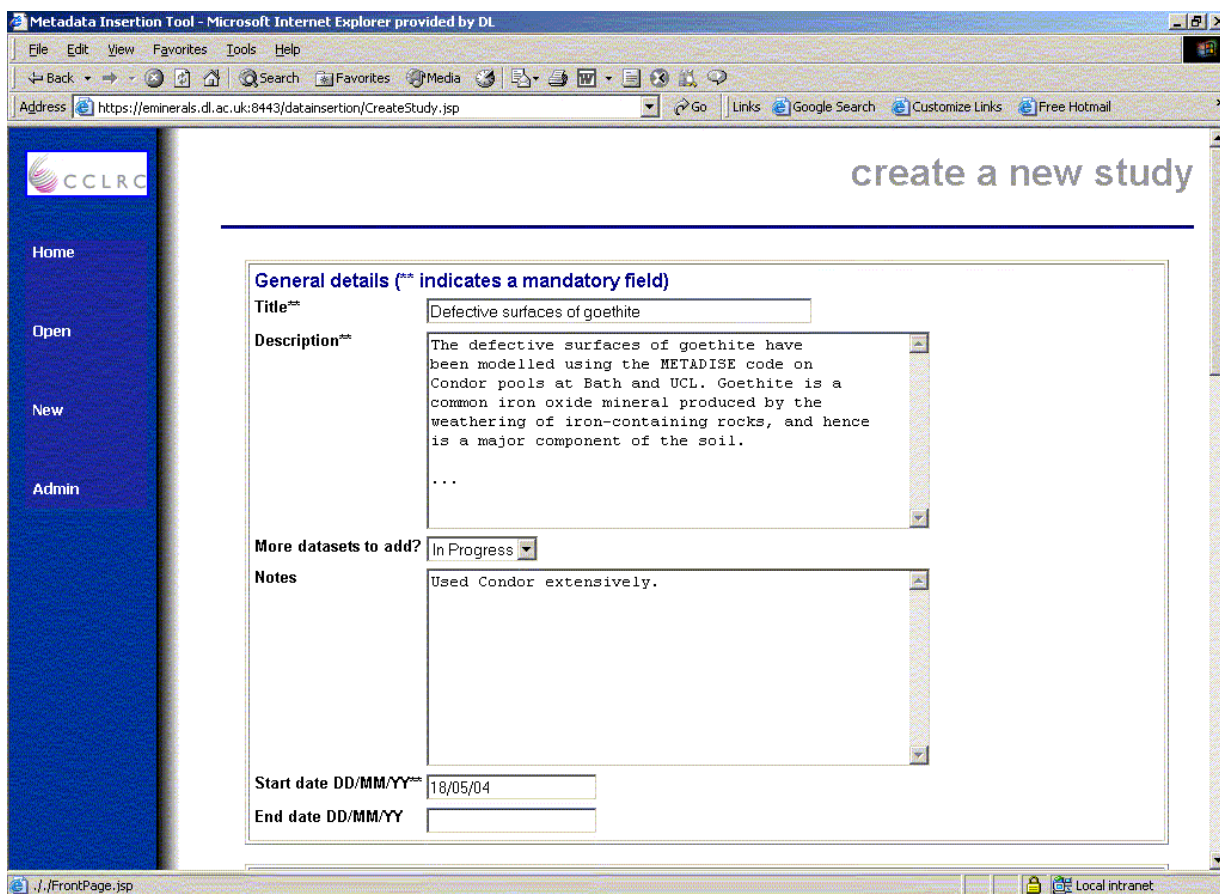 Metadata Insertion Tool - Microsoft Internet Explorer provided by DL
File Edit View Favorites Tools Help
Back Search Favorites Media
Address https://eminerals.dl.ac.uk:8443/datainsertion/CreateStudy.jsp Go Links Google Search Customize Links Free Hotmail
CCLRC
create a new study
Home
Open
New
Admin
General details (** indicates a mandatory field)
Title** Defective surfaces of goethite
Description** The defective surfaces of goethite have
been modelled using the METADISE code on
Condor pools at Bath and UCL. Goethite is a
common iron oxide mineral produced by the
weathering of iron-containing rocks, and hence
is a major component of the soil.
...
More datasets to add? In Progress
Notes Used Condor extensively.
Start date DD/MM/YY** 18/05/04
End date DD/MM/YY
././FrontPage.jsp Local intranet